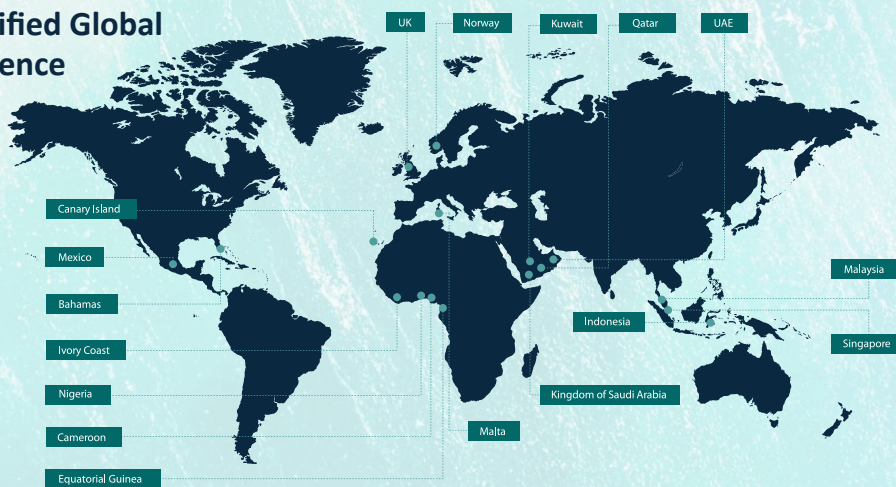 ified Global
ence
UK
Norway
Kuwait
Qatar
UAE
Canary Island
Mexico
Bahamas
Ivory Coast
Nigeria
Cameroon
Equatorial Guinea
Malaysia
Indonesia
Singapore
Kingdom of Saudi Arabia
Malta